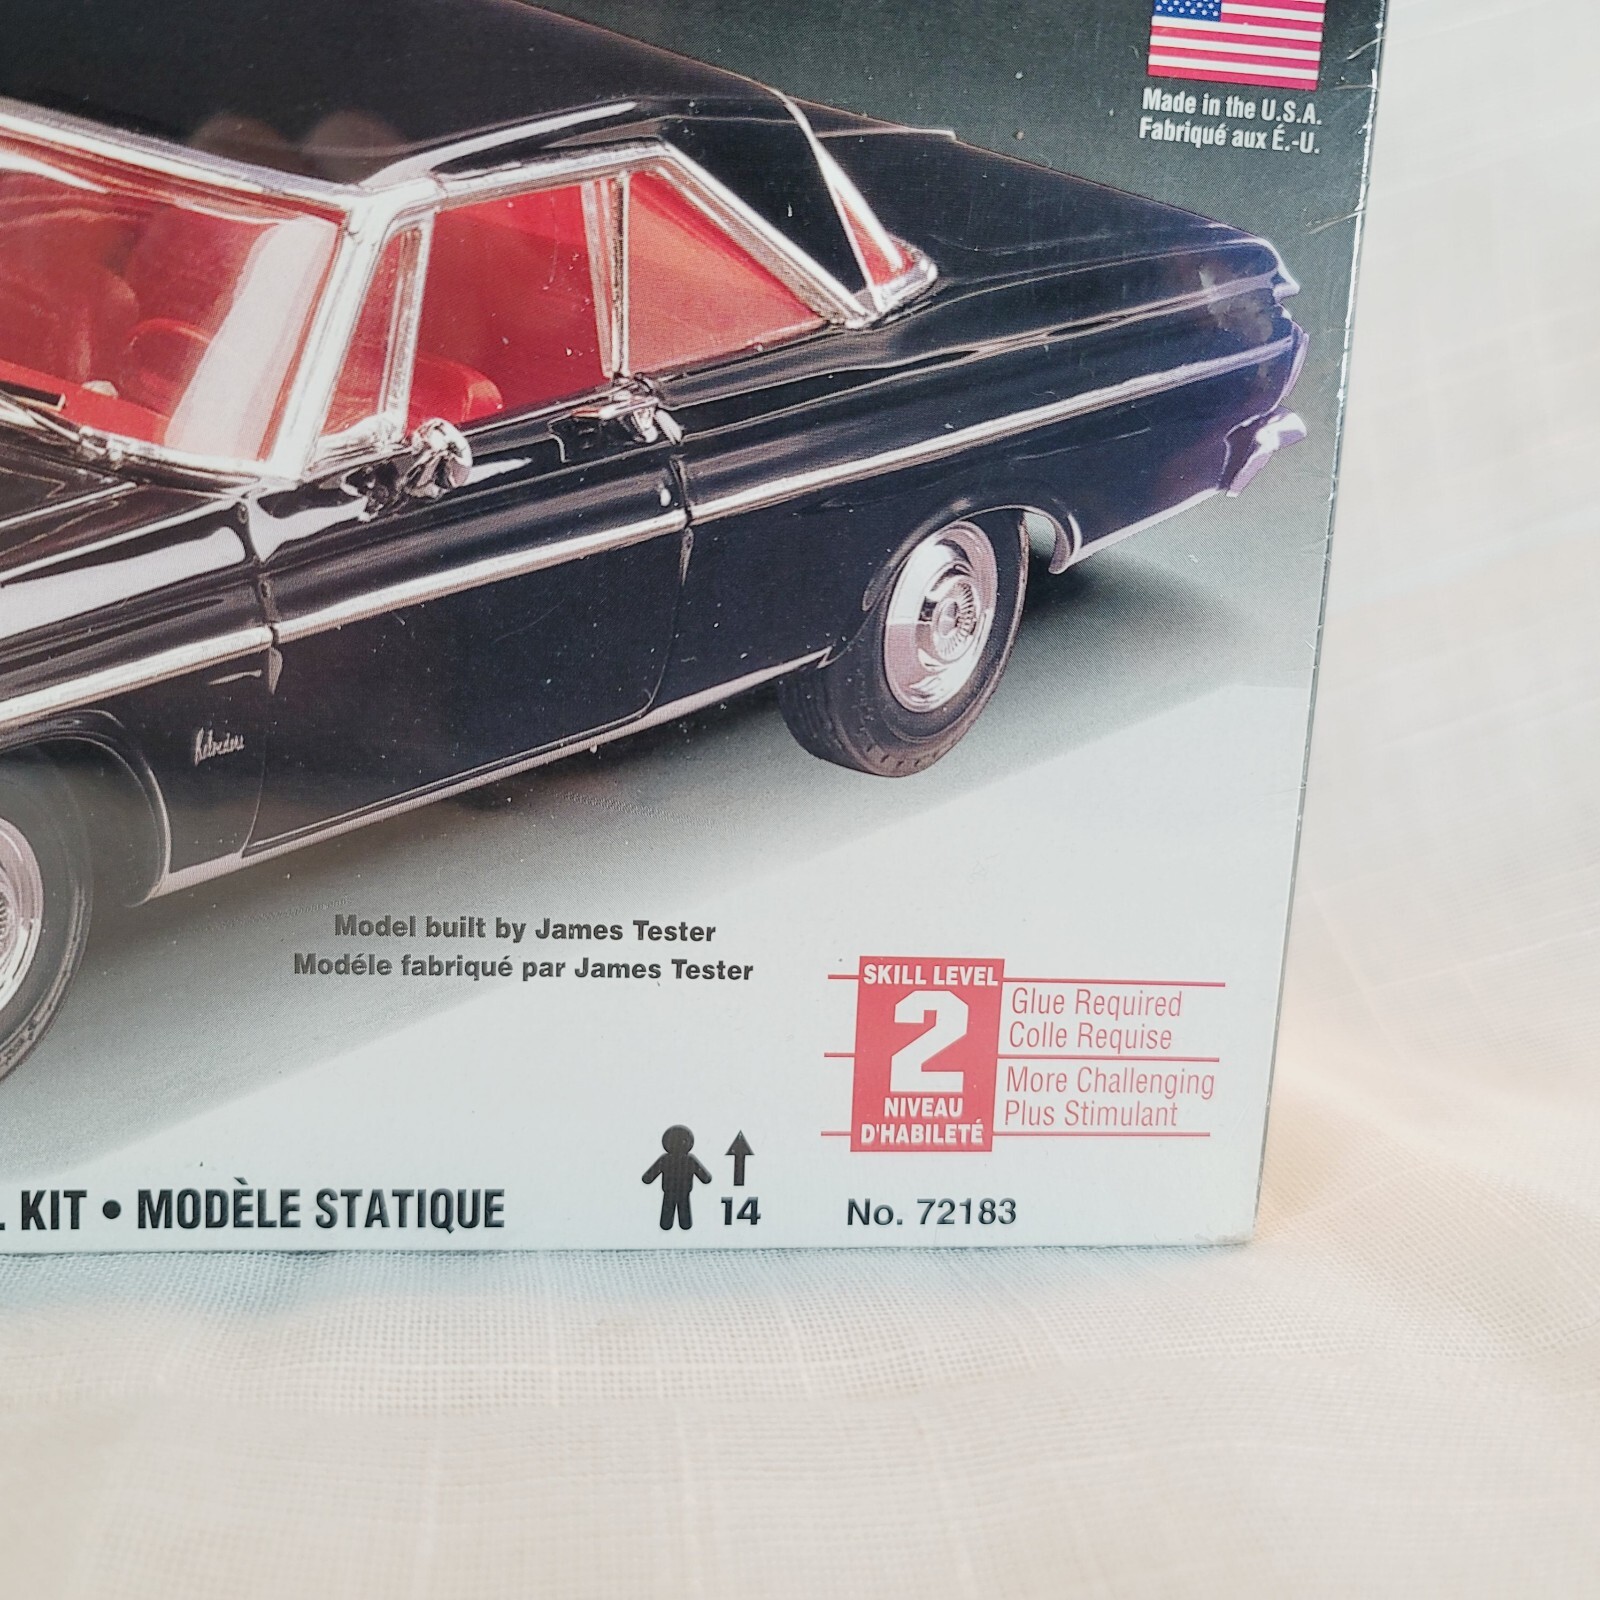 Made in the U.S.A.
Fabriqué aux É.-U.
Belvedere
Model built by James Tester
Modéle fabriqué par James Tester
SKILL LEVEL
2
NIVEAU
D'HABILETÉ
Glue Required
Colle Requise
More Challenging
Plus Stimulant
KIT • MODÈLE STATIQUE
14
No. 72183